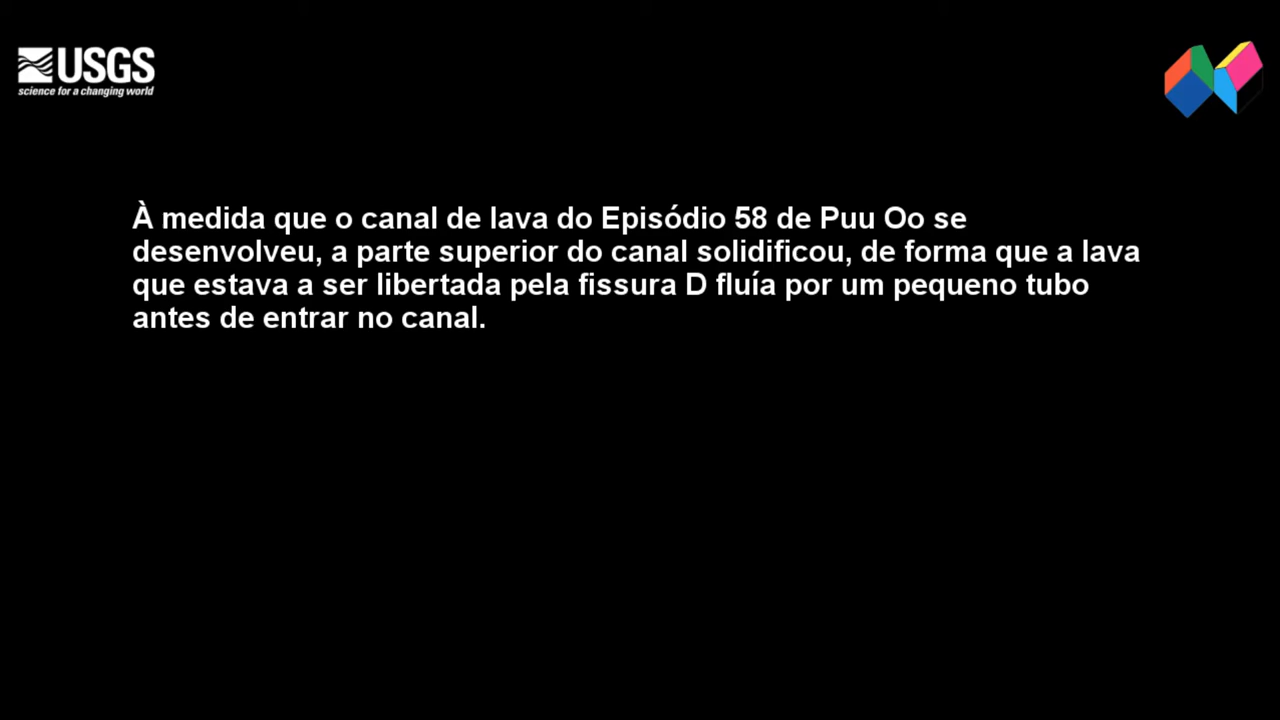 USGS
science for a changing world
À medida que o canal de lava do Episódio 58 de Puu Oo se
desenvolveu, a parte superior do canal solidificou, de forma que a lava
que estava a ser libertada pela fissura D fluía por um pequeno tubo
antes de entrar no canal.